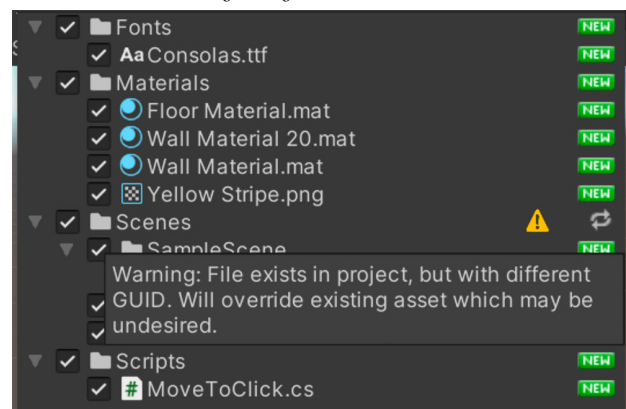 Fonts NEW
Aa Consolas.ttf NEW
Materials NEW
Floor Material.mat NEW
Wall Material 20.mat NEW
Wall Material.mat NEW
Yellow Stripe.png NEW
Scenes
SampleScene NEW
Warning: File exists in project, but with different
GUID. Will override existing asset which may be
undesired.
Scripts NEW
# MoveToClick.cs NEW